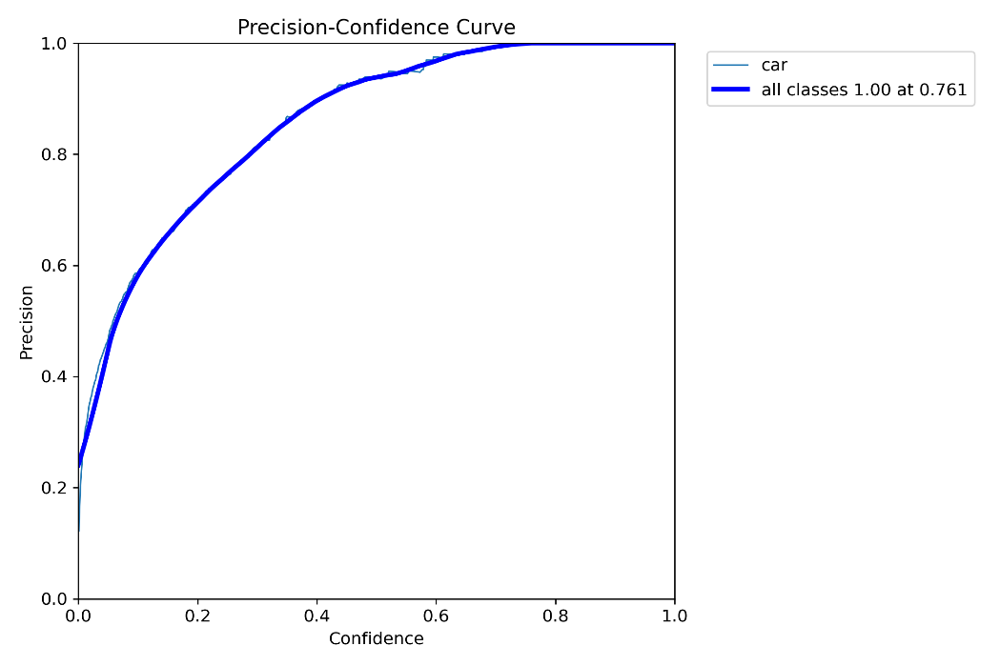 Precision-Confidence Curve
1.0
0.8
0.6
0.4
0.2
0.0
Precision
0.0 0.2 0.4 0.6 0.8 1.0
Confidence
car
all classes 1.00 at 0.761